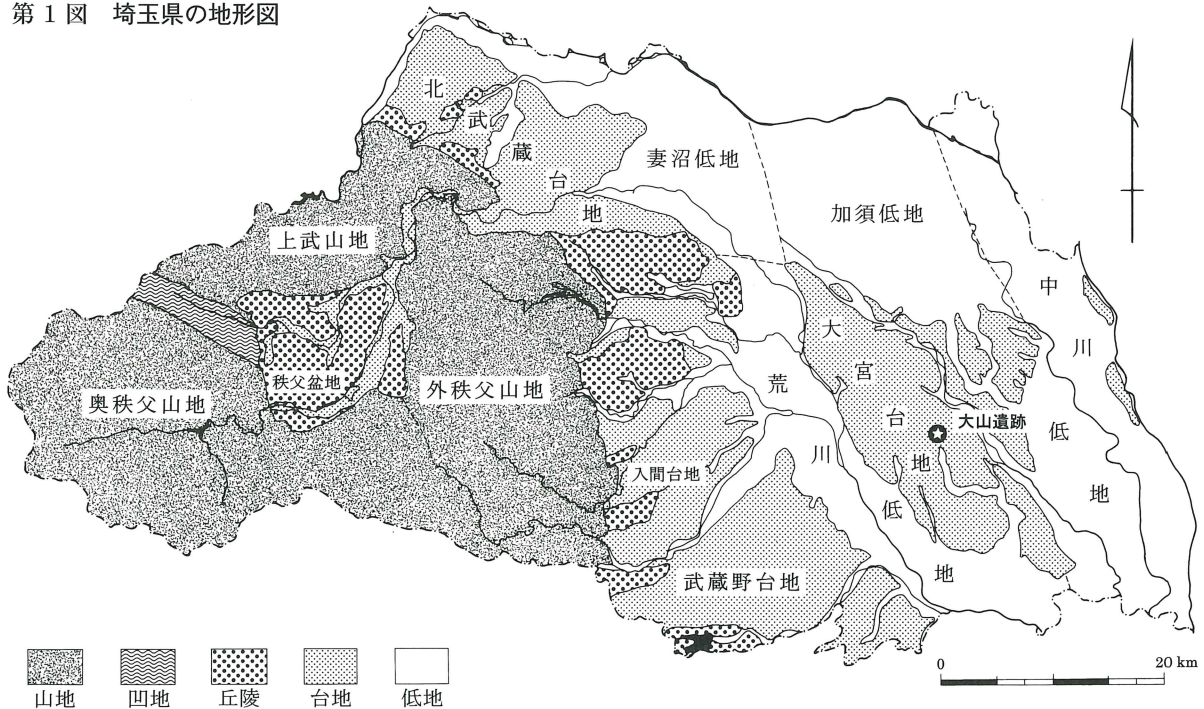 第1図 埼玉県の地形図
北武蔵台地
妻沼低地
加須低地
上武山地
中川低地
大宮台地
秩父盆地
奥秩父山地
外秩父山地
荒川低地
大山遺跡
入間台地
武蔵野台地
山地
凹地
丘陵
台地
低地
0
20 km